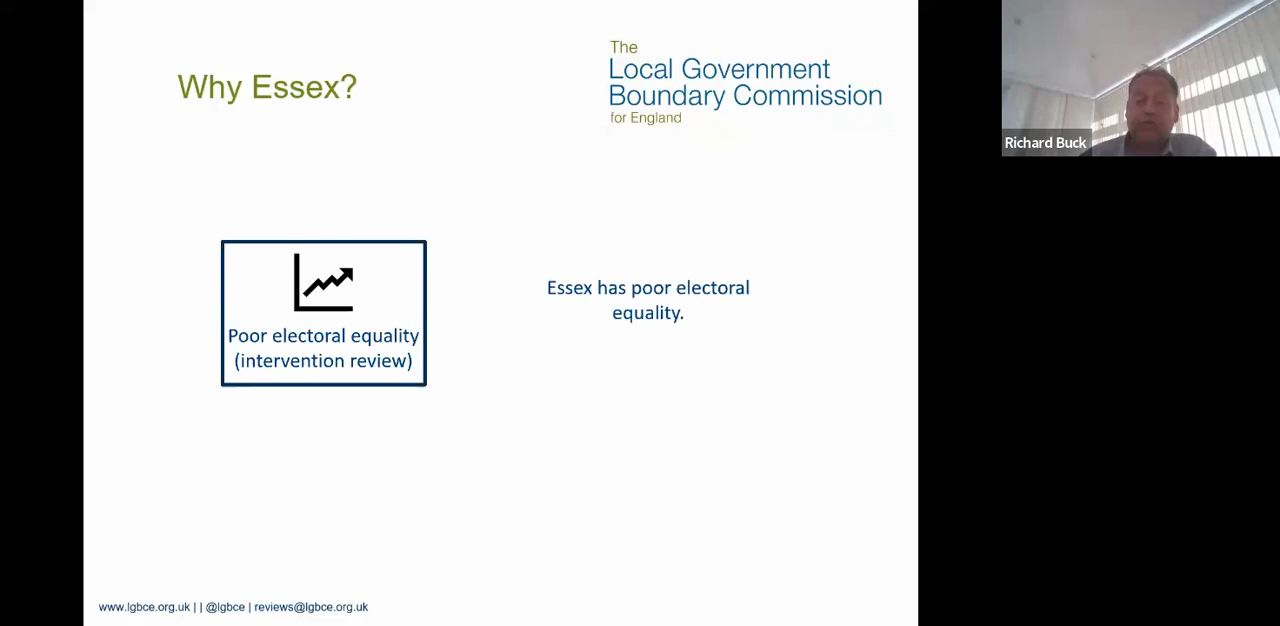 Why Essex?
The
Local Government
Boundary Commission
for England
Richard Buck
Poor electoral equality
(intervention review)
Essex has poor electoral
equality.
www.lgbce.org.uk | | @lgbce | reviews@lgbce.org.uk